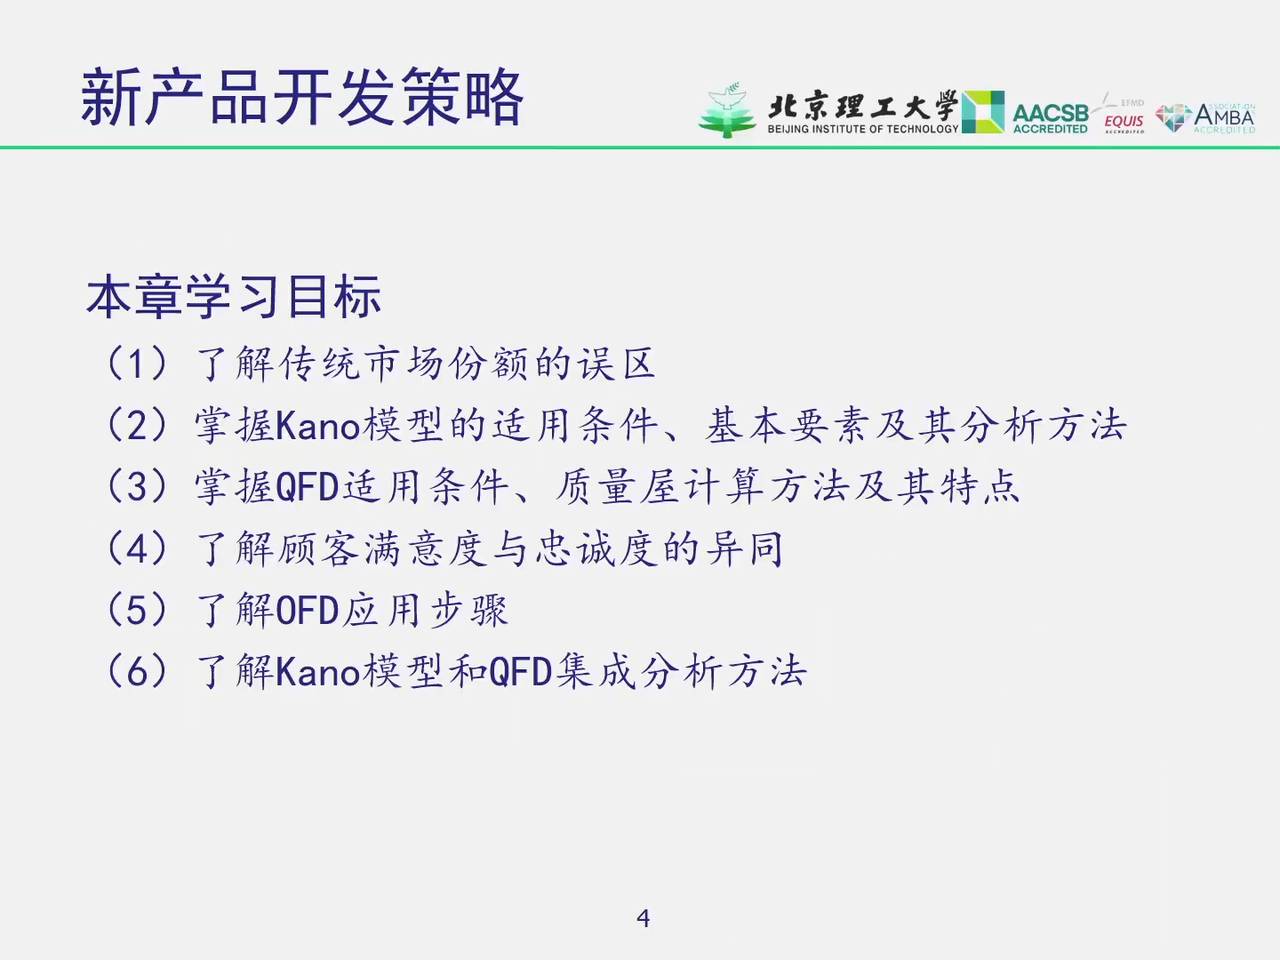 新产品开发策略
北京理工大学
BEIJING INSTITUTE OF TECHNOLOGY
AACSB
ACCREDITED
EFMD
EQUIS
ACCREDITED
ASSOCIATION
AMBA
ACCREDITED
本章学习目标
（1）了解传统市场份额的误区
（2）掌握Kano模型的适用条件、基本要素及其分析方法
（3）掌握QFD适用条件、质量屋计算方法及其特点
（4）了解顾客满意度与忠诚度的异同
（5）了解OFD应用步骤
（6）了解Kano模型和QFD集成分析方法
4